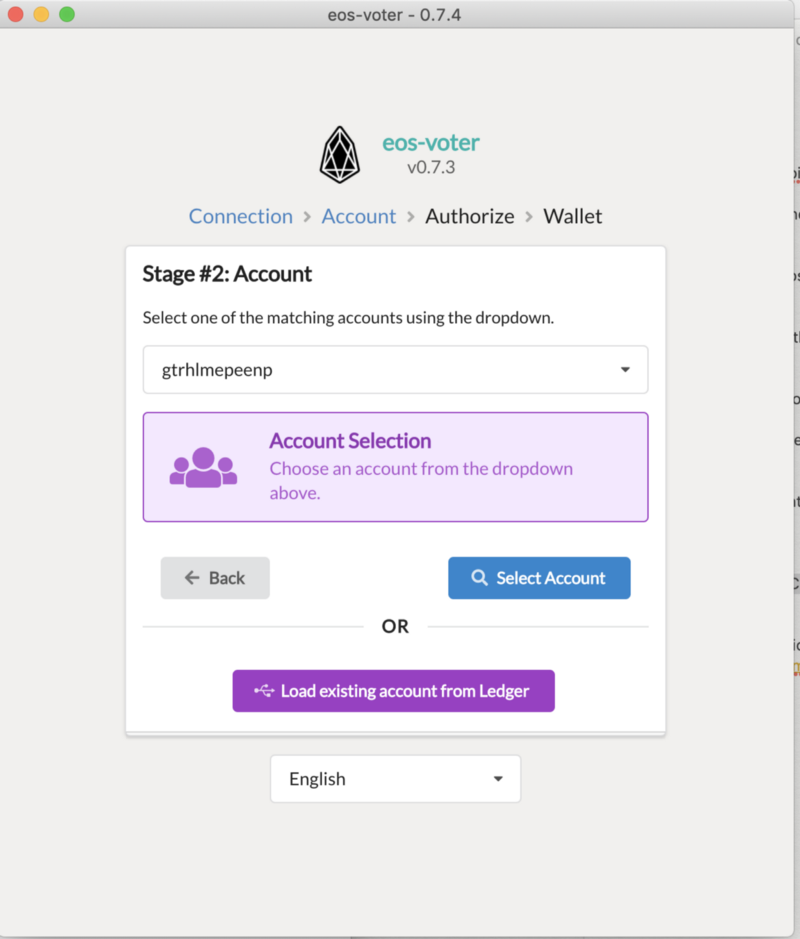 eos-voter - 0.7.4
eos-voter
v0.7.3
Connection > Account > Authorize > Wallet
Stage #2: Account
Select one of the matching accounts using the dropdown.
gtrhlmepeenp
Account Selection
Choose an account from the dropdown
above.
Back
Select Account
OR
Load existing account from Ledger
English